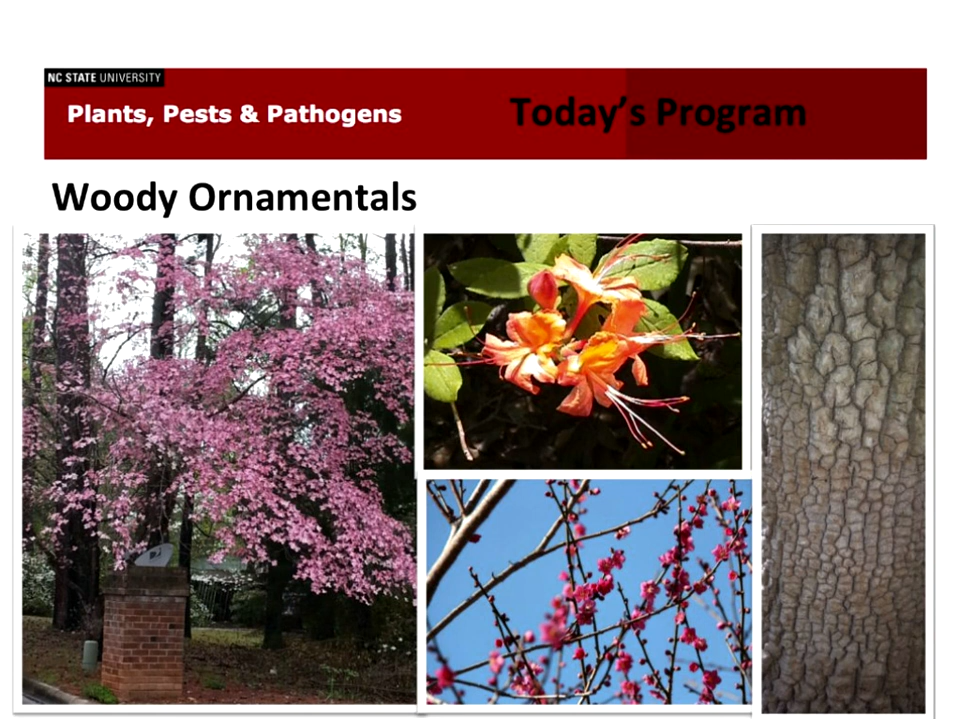 NC STATE UNIVERSITY
Plants, Pests & Pathogens
Today's Program
Woody Ornamentals